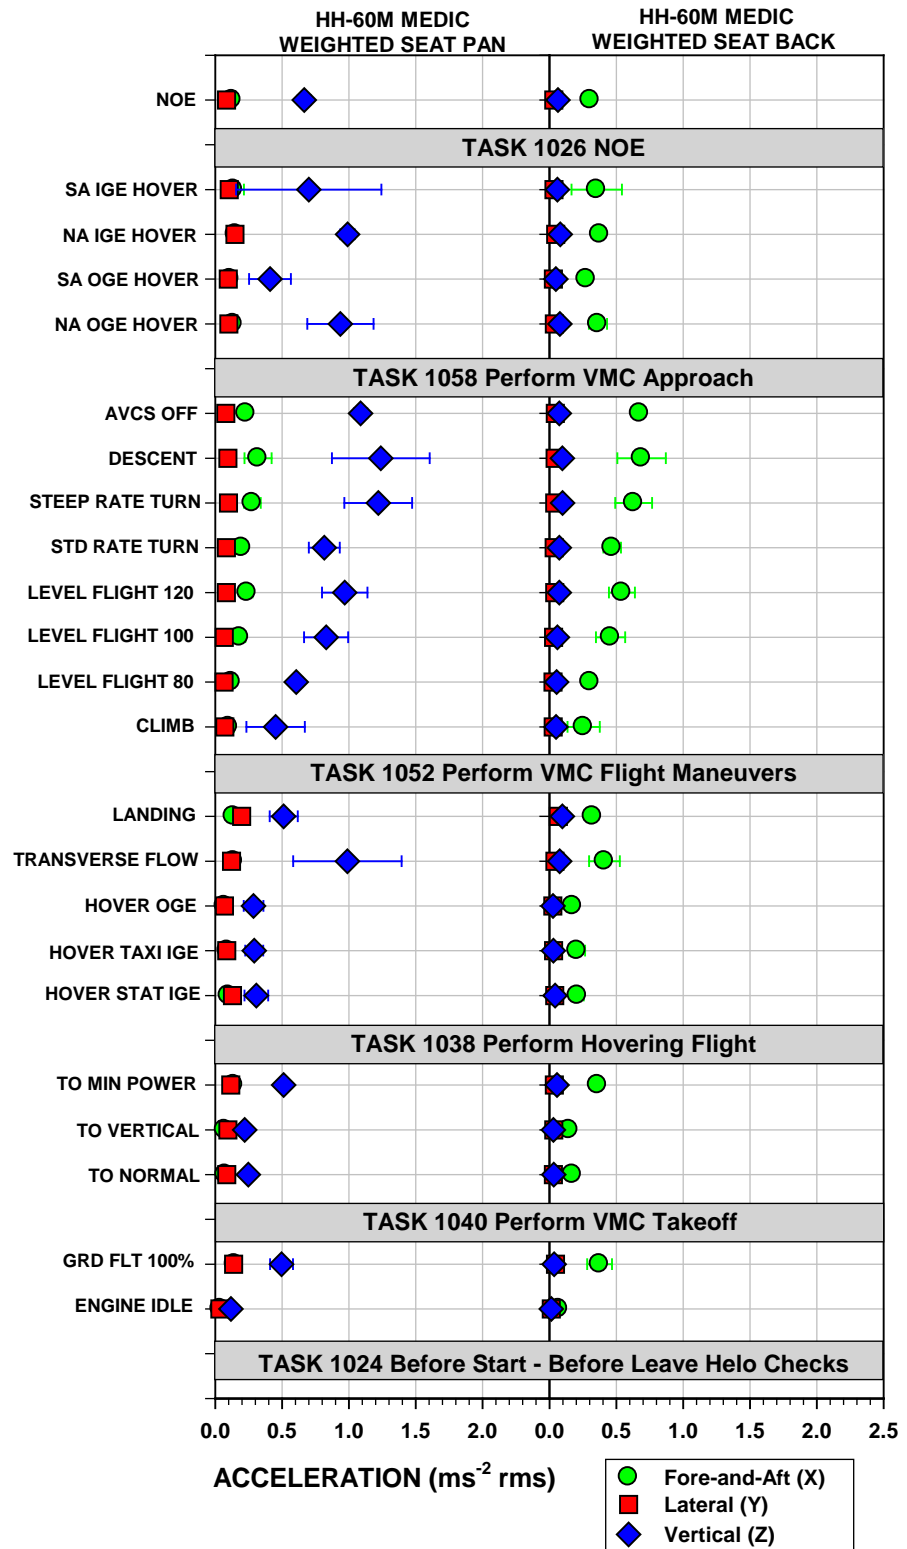 HH-60M MEDIC
WEIGHTED SEAT PAN
HH-60M MEDIC
WEIGHTED SEAT BACK
NOE
TASK 1026 NOE
SA IGE HOVER
NA IGE HOVER
SA OGE HOVER
NA OGE HOVER
TASK 1058 Perform VMC Approach
AVCS OFF
DESCENT
STEEP RATE TURN
STD RATE TURN
LEVEL FLIGHT 120
LEVEL FLIGHT 100
LEVEL FLIGHT 80
CLIMB
TASK 1052 Perform VMC Flight Maneuvers
LANDING
TRANSVERSE FLOW
HOVER OGE
HOVER TAXI IGE
HOVER STAT IGE
TASK 1038 Perform Hovering Flight
TO MIN POWER
TO VERTICAL
TO NORMAL
TASK 1040 Perform VMC Takeoff
GRD FLT 100%
ENGINE IDLE
TASK 1024 Before Start - Before Leave Helo Checks
0.0 0.5 1.0 1.5 2.0 0.0 0.5 1.0 1.5 2.0 2.5
ACCELERATION (ms⁻² rms)
Fore-and-Aft (X)
Lateral (Y)
Vertical (Z)